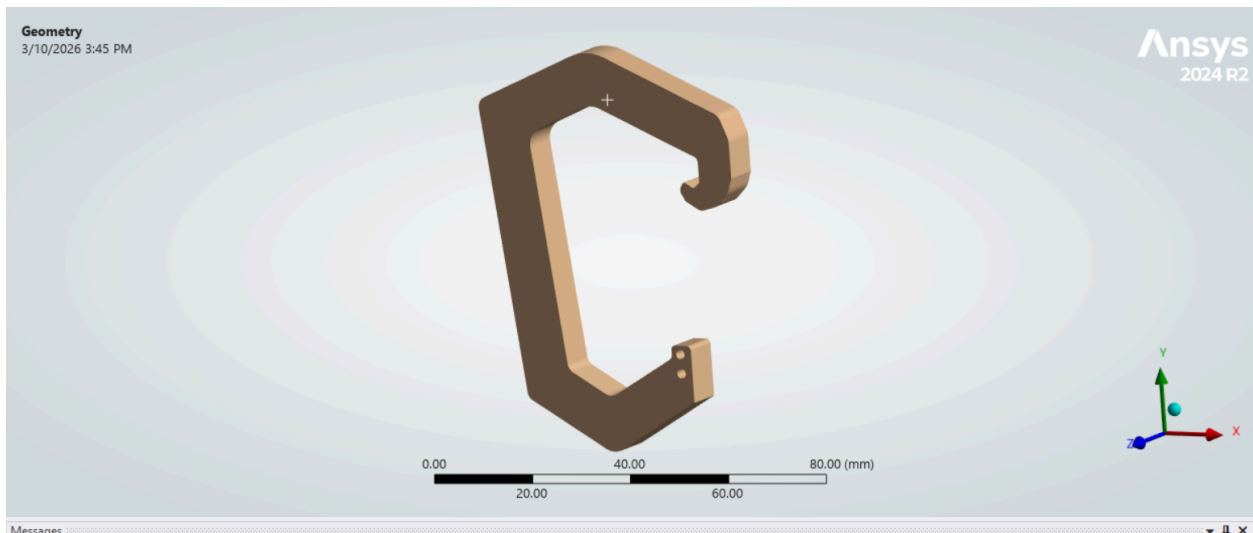 Geometry
3/10/2026 3:45 PM
Ansys
2024 R2
Y
X
Z
0.00 40.00 80.00 (mm)
20.00 60.00
Messages